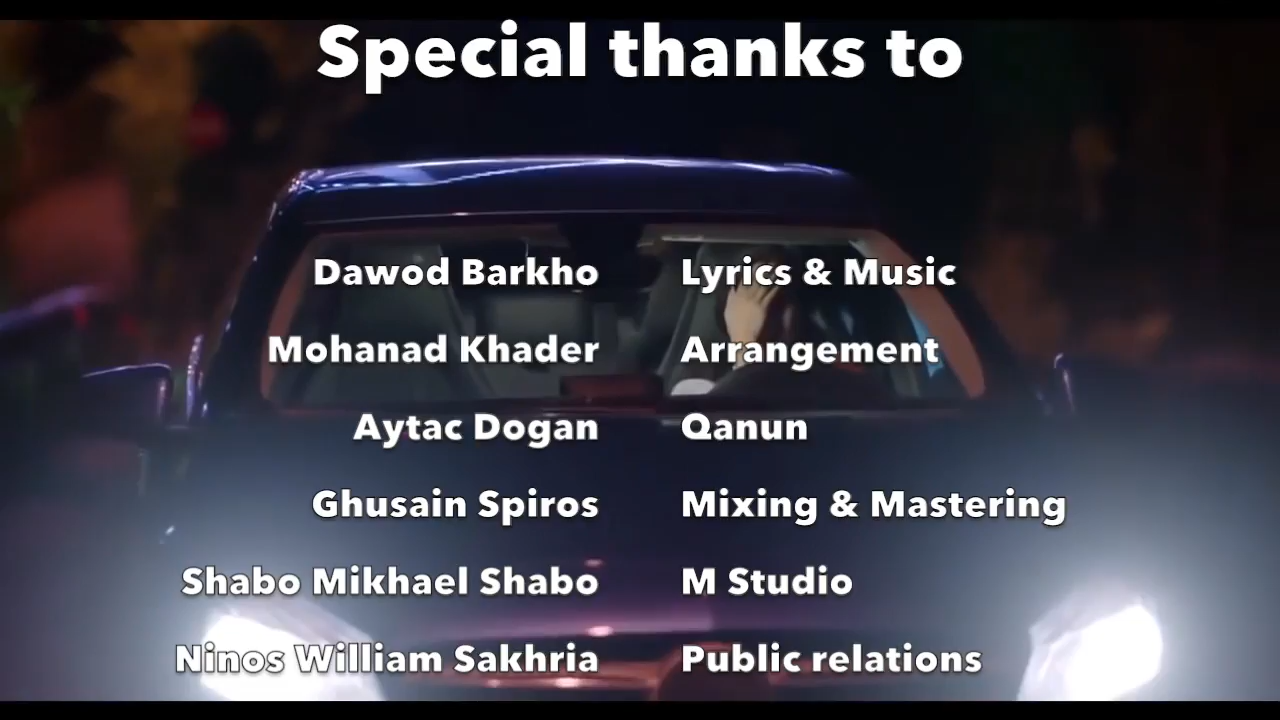 Special thanks to
Dawod Barkho Lyrics & Music
Mohanad Khader Arrangement
Aytac Dogan Qanun
Ghusain Spiros Mixing & Mastering
Shabo Mikhael Shabo M Studio
Ninos William Sakhria Public relations